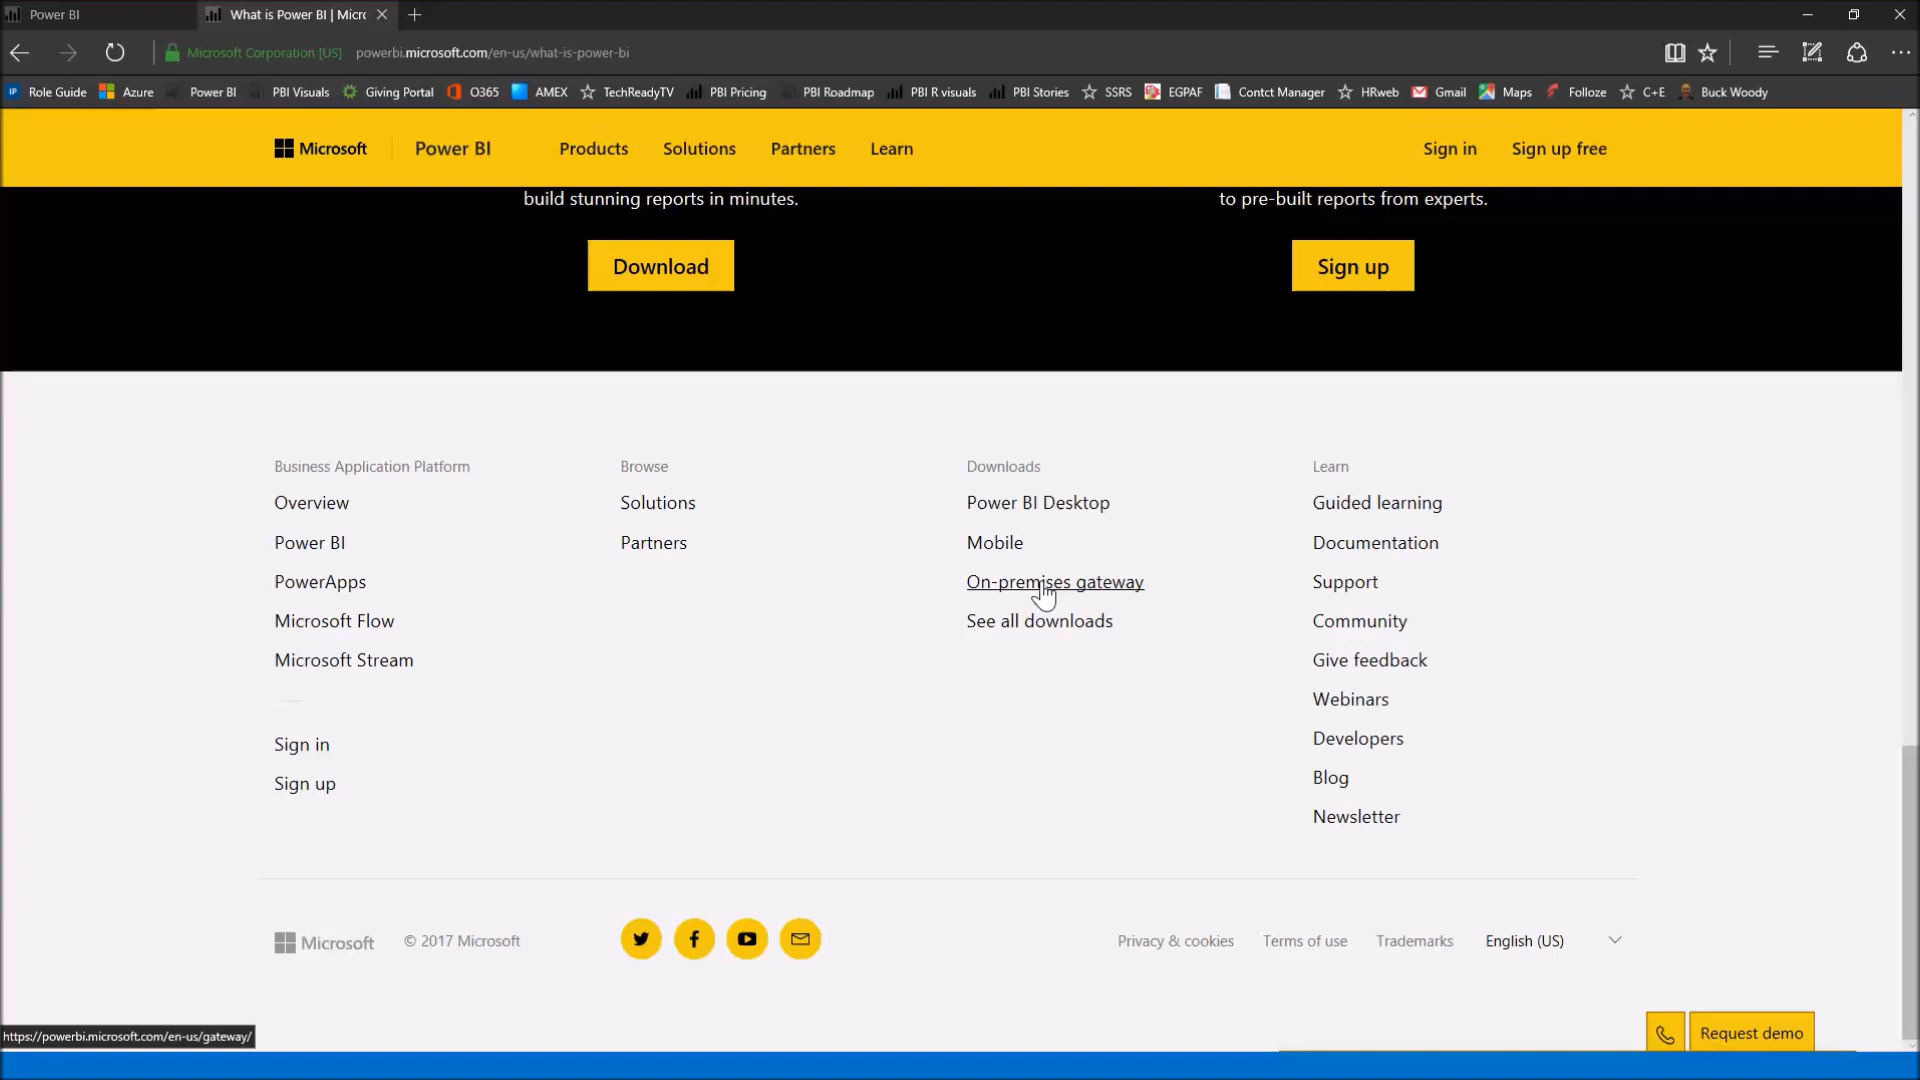 Power BI
What is Power BI | Micr
Microsoft Corporation [US] powerbi.microsoft.com/en-us/what-is-power-bi
Role Guide Azure Power BI PBI Visuals Giving Portal O365 AMEX TechReadyTV PBI Pricing PBI Roadmap PBI R visuals PBI Stories SSRS EGPAF Contct Manager HRweb Gmail Maps Folloze C+E Buck Woody
Microsoft Power BI Products Solutions Partners Learn Sign in Sign up free
build stunning reports in minutes.
Download
to pre-built reports from experts.
Sign up
Business Application Platform
Overview
Power BI
PowerApps
Microsoft Flow
Microsoft Stream
Sign in
Sign up
Browse
Solutions
Partners
Downloads
Power BI Desktop
Mobile
On-premises gateway
See all downloads
Learn
Guided learning
Documentation
Support
Community
Give feedback
Webinars
Developers
Blog
Newsletter
Microsoft © 2017 Microsoft
Privacy & cookies Terms of use Trademarks English (US)
https://powerbi.microsoft.com/en-us/gateway/
Request demo